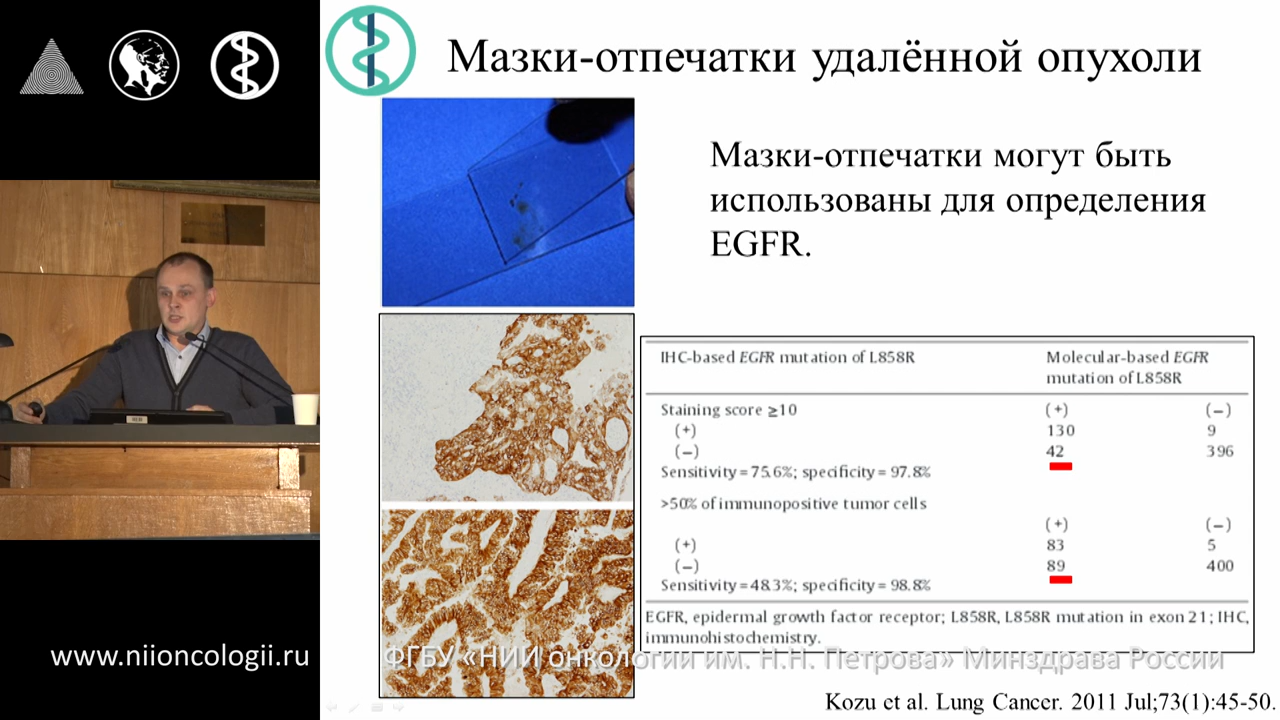 Мазки-отпечатки удалённой опухоли
Мазки-отпечатки могут быть
использованы для определения
EGFR.
IHC-based EGFR mutation of L858R
Molecular-based EGFR
mutation of L858R
Staining score ≥10 (+) (−)
(+) 130 9
(−) 42 396
Sensitivity = 75.6%; specificity = 97.8%
>50% of immunopositive tumor cells
(+) (−)
(+) 83 5
(−) 89 400
Sensitivity = 48.3%; specificity = 98.8%
EGFR, epidermal growth factor receptor; L858R, L858R mutation in exon 21; IHC,
immunohistochemistry.
www.niioncologii.ru
ФГБУ «НИИ онкологии им. Н.Н. Петрова» Минздрава России
Kozu et al. Lung Cancer. 2011 Jul;73(1):45-50.